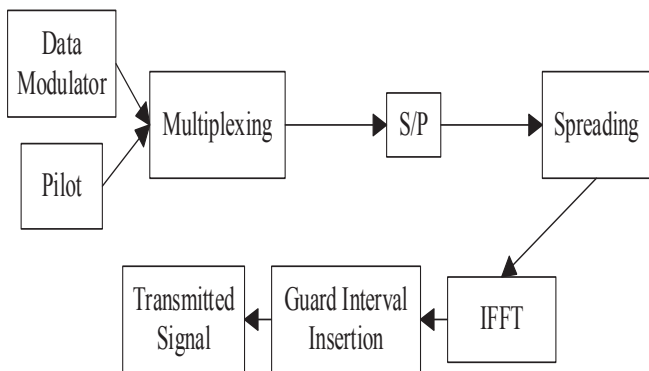 Data
Modulator
Multiplexing
S/P
Spreading
Pilot
Transmitted
Signal
Guard Interval
Insertion
IFFT